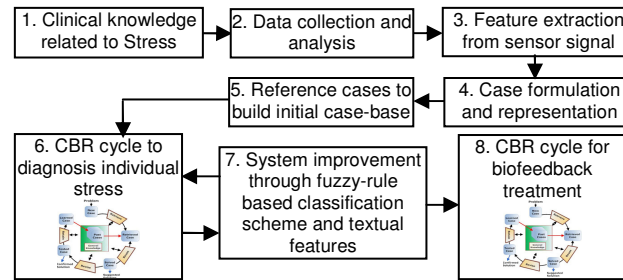 1. Clinical knowledge
related to Stress
2. Data collection and
analysis
3. Feature extraction
from sensor signal
5. Reference cases to
build initial case-base
4. Case formulation
and representation
6. CBR cycle to
diagnosis individual
stress
7. System improvement
through fuzzy-rule
based classification
scheme and textual
features
8. CBR cycle for
biofeedback
treatment
Problem
Problem